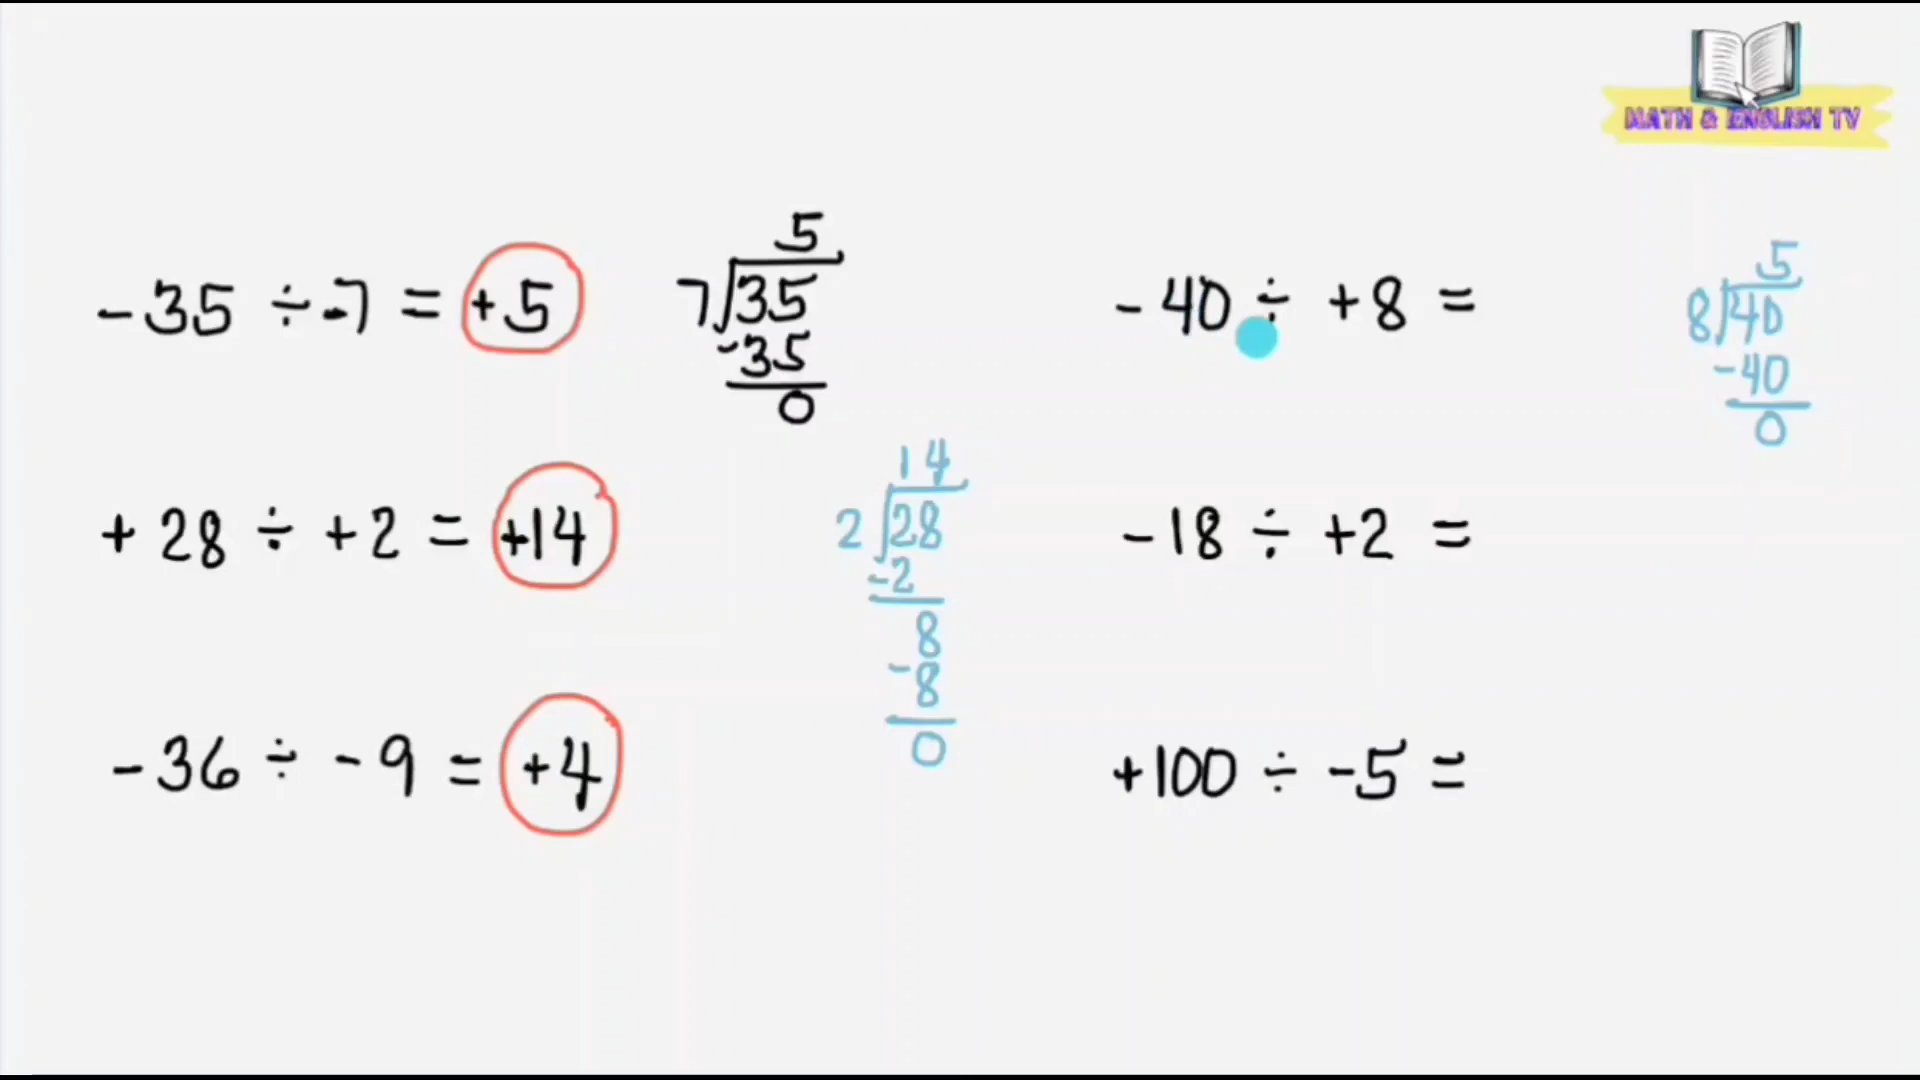 MATH & ENGLISH TV
-35 ÷ -7 = +5
5
7)35
-35
0
+28 ÷ +2 = +14
14
2)28
-2
8
-8
0
-36 ÷ -9 = +4
-40 ÷ +8 =
5
8)40
-40
0
-18 ÷ +2 =
+100 ÷ -5 =